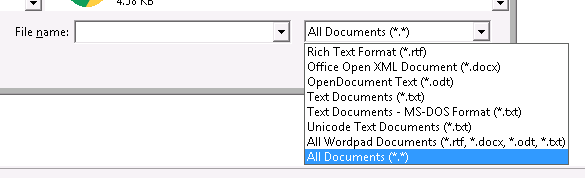 4.58 KB
File name:
All Documents (*.*)
Rich Text Format (*.rtf)
Office Open XML Document (*.docx)
OpenDocument Text (*.odt)
Text Documents (*.txt)
Text Documents - MS-DOS Format (*.txt)
Unicode Text Documents (*.txt)
All Wordpad Documents (*.rtf, *.docx, *.odt, *.txt)
All Documents (*.*)